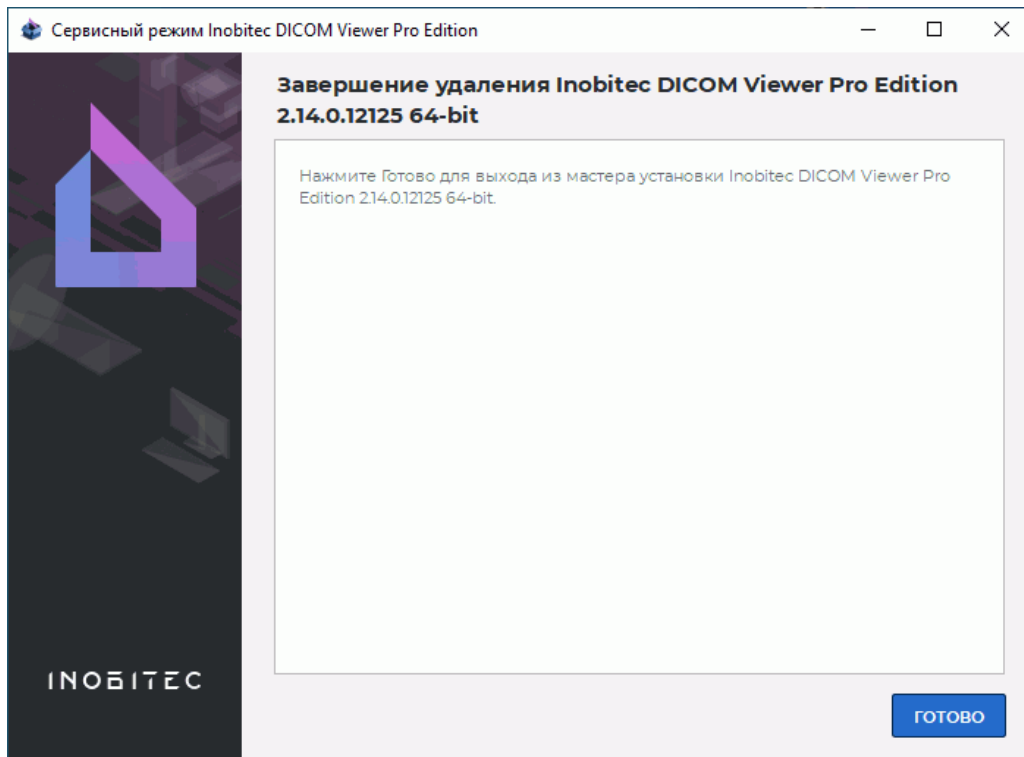 Сервисный режим Inobitec DICOM Viewer Pro Edition
Завершение удаления Inobitec DICOM Viewer Pro Edition
2.14.0.12125 64-bit
Нажмите Готово для выхода из мастера установки Inobitec DICOM Viewer Pro
Edition 2.14.0.12125 64-bit.
INOBITEC
ГОТОВО